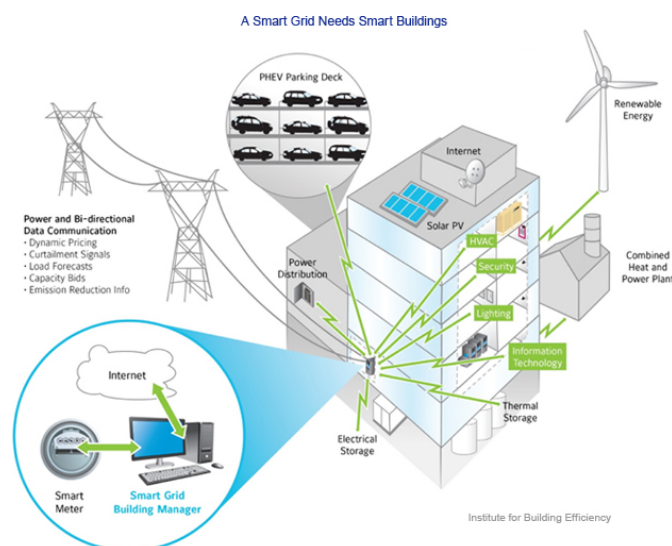 A Smart Grid Needs Smart Buildings
PHEV Parking Deck
Renewable
Energy
Internet
Solar PV
Power and Bi-directional
Data Communication
· Dynamic Pricing
· Curtailment Signals
· Load Forecasts
· Capacity Bids
· Emission Reduction Info
Power
Distribution
HVAC
Security
Lighting
Information
Technology
Combined
Heat and
Power Plant
Thermal
Storage
Electrical
Storage
Internet
Smart
Meter
Smart Grid
Building Manager
Institute for Building Efficiency